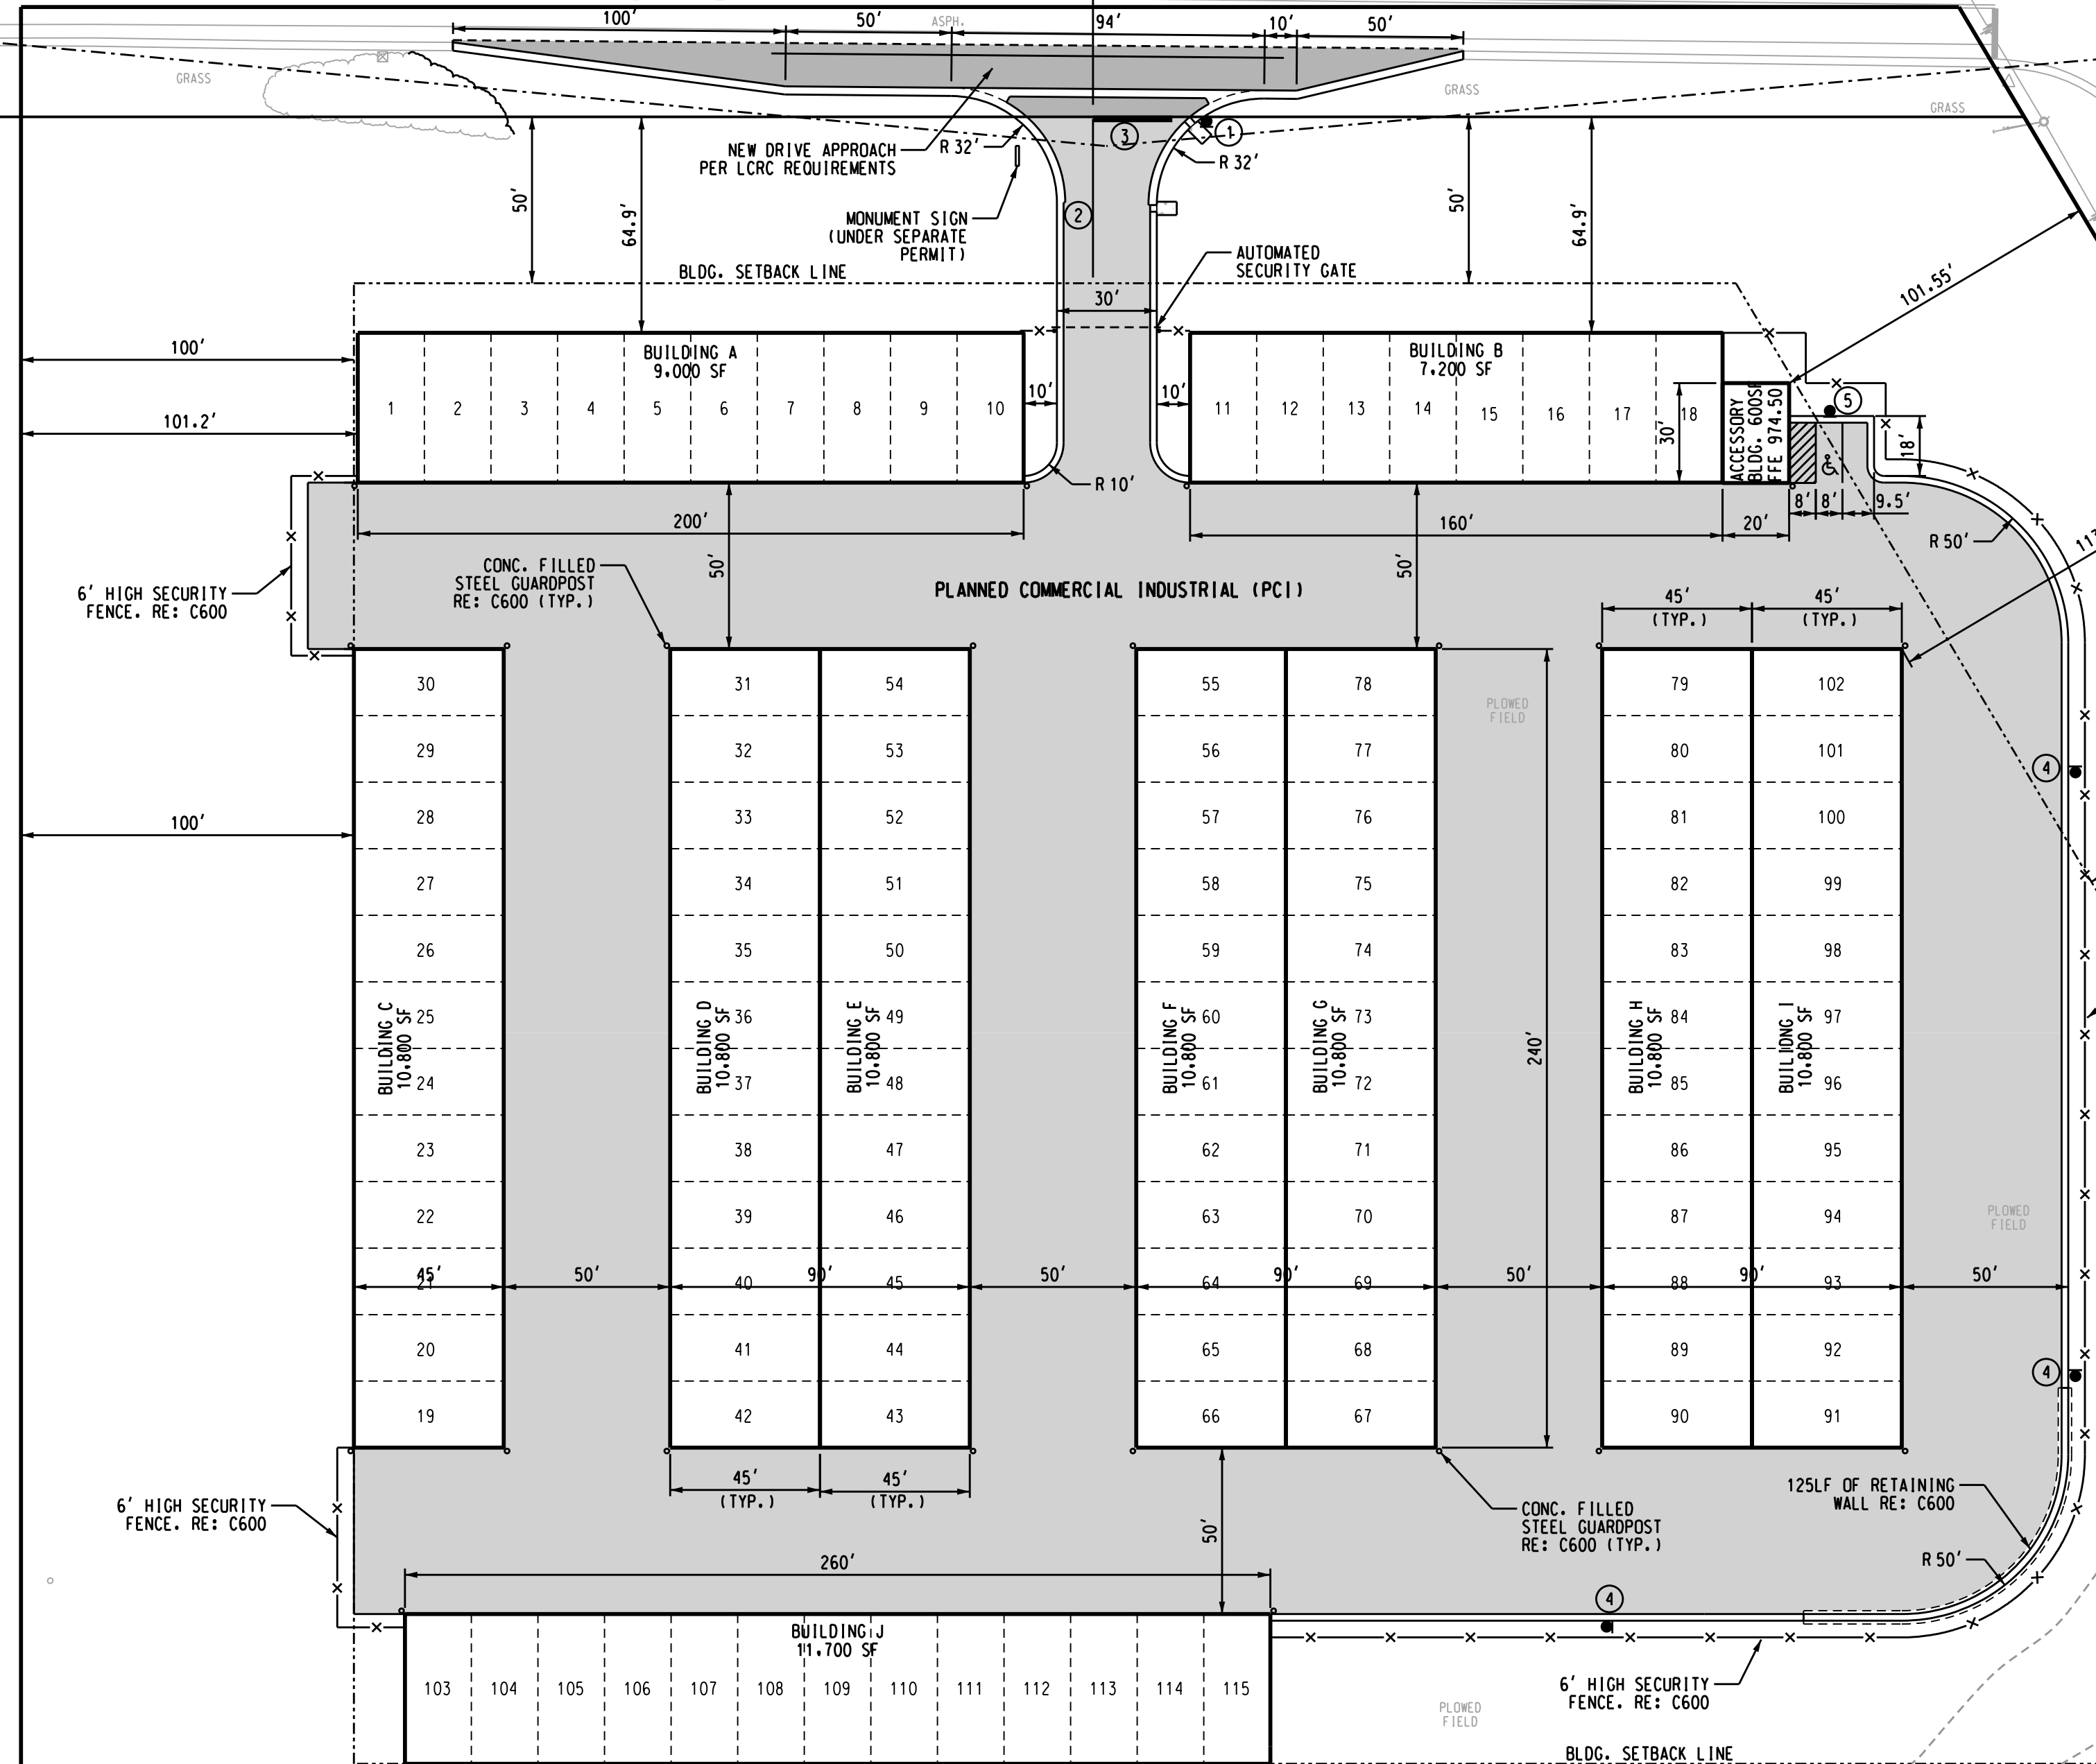 100'
50'
ASPH.
94'
10'
50'
GRASS
GRASS
GRASS
3
1
NEW DRIVE APPROACH
PER LCRC REQUIREMENTS
R 32'
R 32'
50'
64.9'
MONUMENT SIGN
(UNDER SEPARATE
PERMIT)
2
50'
64.9'
AUTOMATED
SECURITY GATE
BLDG. SETBACK LINE
101.55'
30'
100'
101.2'
BUILDING A
9,000 SF
1
2
3
4
5
6
7
8
9
10
10'
10'
BUILDING B
7,200 SF
11
12
13
14
15
16
17
18
30'
ACCESSORY
BLDG. 600SF
FFE 974.50
5
18'
8'
8'
9.5'
R 10'
200'
160'
20'
R 50'
50'
50'
CONC. FILLED
STEEL GUARDPOST
RE: C600 (TYP.)
6' HIGH SECURITY
FENCE. RE: C600
PLANNED COMMERCIAL INDUSTRIAL (PCI)
45'
(TYP.)
45'
(TYP.)
30
31
54
55
78
79
102
PLOWED
FIELD
29
32
53
56
77
80
101
4
100'
28
33
52
57
76
81
100
27
34
51
58
75
82
99
26
35
50
59
74
83
98
BUILDING C
10,800 SF
25
BUILDING D
10,800 SF
36
BUILDING E
10,800 SF
49
BUILDING F
10,800 SF
60
BUILDING G
10,800 SF
73
240'
BUILDING H
10,800 SF
84
BUILIDNG I
10,800 SF
97
24
37
48
61
72
85
96
23
38
47
62
71
86
95
22
39
46
63
70
87
94
PLOWED
FIELD
45'
21
50'
40
90'
45
50'
64
90'
69
50'
88
90'
93
50'
20
41
44
65
68
89
92
4
19
42
43
66
67
90
91
45'
(TYP.)
45'
(TYP.)
6' HIGH SECURITY
FENCE. RE: C600
50'
CONC. FILLED
STEEL GUARDPOST
RE: C600 (TYP.)
125LF OF RETAINING
WALL RE: C600
R 50'
260'
4
BUILDING J
11,700 SF
103
104
105
106
107
108
109
110
111
112
113
114
115
6' HIGH SECURITY
FENCE. RE: C600
PLOWED
FIELD
BLDG. SETBACK LINE